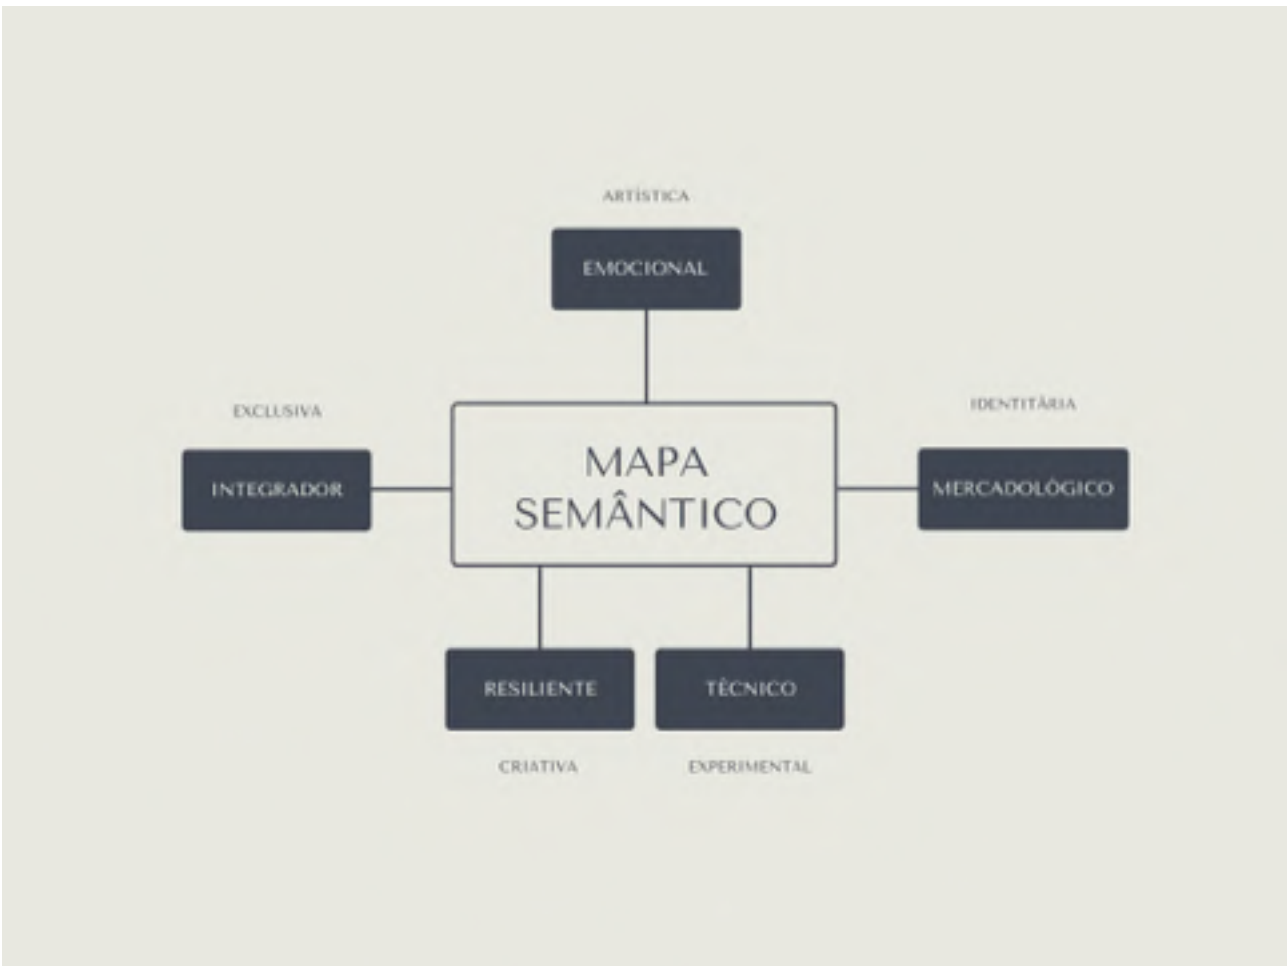 ARTÍSTICA
EMOCIONAL
EXCLUSIVA
IDENTITÁRIA
MAPA
SEMÂNTICO
INTEGRADOR
MERCADOLÓGICO
RESILIENTE
TÉCNICO
CRIATIVA
EXPERIMENTAL